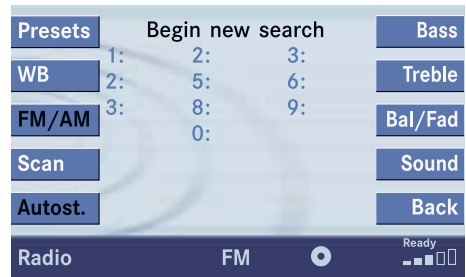 Presets
Begin new search
Bass
1: 2: 3:
WB
2: 5: 6:
Treble
FM/AM
3: 8: 9:
Bal/Fad
0:
Scan
Sound
Autost.
Back
Radio
FM
Ready